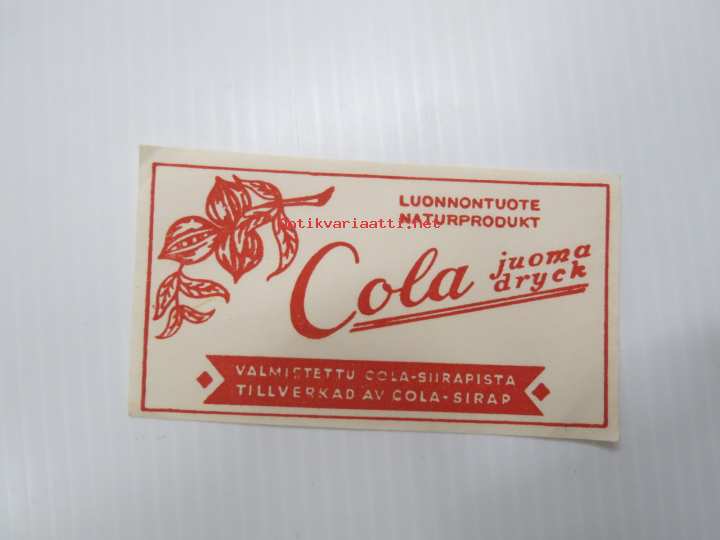 LUONNONTUOTE
NATURPRODUKT
antikvariaatti.net
Cola juoma
dryck
VALMISTETTU COLA-SIIRAPISTA
TILLVERKAD AV COLA-SIRAP